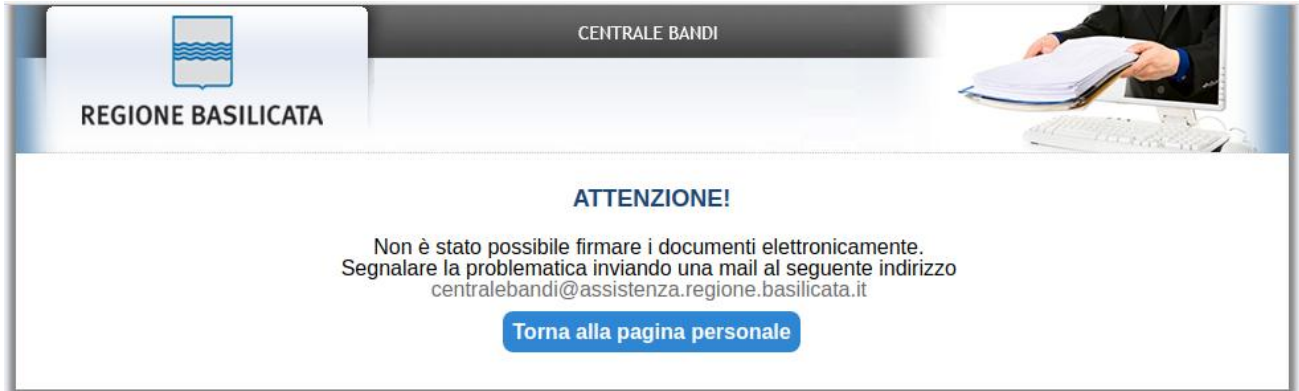 CENTRALE BANDI
REGIONE BASILICATA
ATTENZIONE!
Non è stato possibile firmare i documenti elettronicamente.
Segnalare la problematica inviando una mail al seguente indirizzo
centralebandi@assistenza.regione.basilicata.it
Torna alla pagina personale